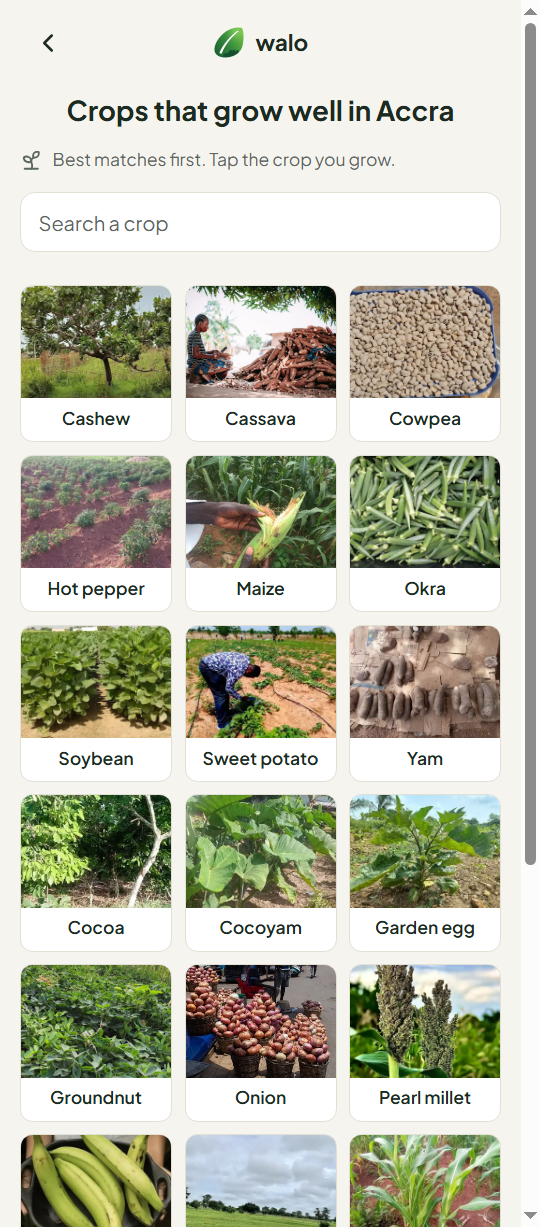 walo
Crops that grow well in Accra
Best matches first. Tap the crop you grow.
Search a crop
Cashew
Cassava
Cowpea
Hot pepper
Maize
Okra
Soybean
Sweet potato
Yam
Cocoa
Cocoyam
Garden egg
Groundnut
Onion
Pearl millet